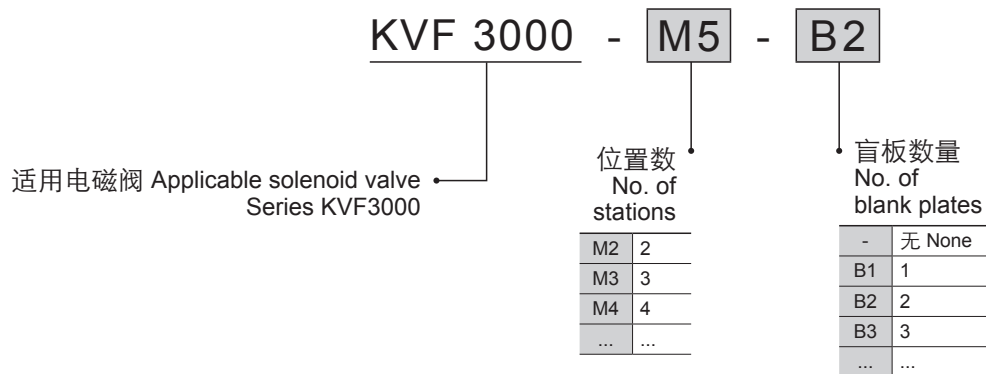 KVF 3000 - M5 - B2
适用电磁阀 Applicable solenoid valve
Series KVF3000
位置数
No. of
stations
M2 2
M3 3
M4 4
... ...
盲板数量
No. of
blank plates
- 无 None
B1 1
B2 2
B3 3
... ...